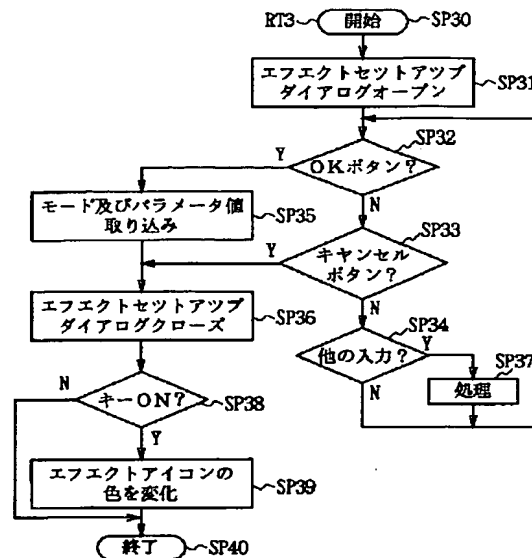 RT3 開始 SP30
エフエクトセツトアツプ
ダイアログオープン SP31
SP32
Y OKボタン?
N
モード及びパラメータ値
取り込み SP35
SP33
Y キヤンセル
ボタン?
N
エフエクトセツトアツプ
ダイアログクローズ SP36
SP34
他の入力? Y
N
SP37
処理
N キーON? SP38
Y
エフエクトアイコンの
色を変化 SP39
終了 SP40